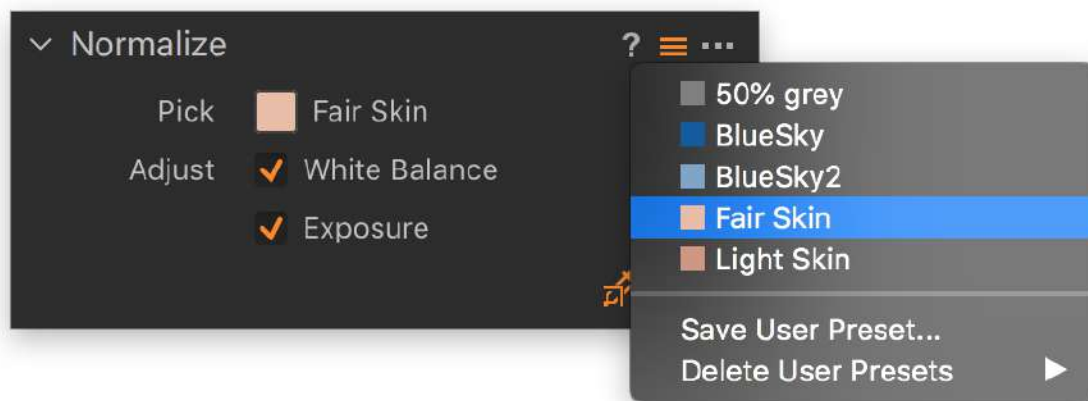 Normalize
?
Pick Fair Skin
Adjust White Balance
Exposure
50% grey
BlueSky
BlueSky2
Fair Skin
Light Skin
Save User Preset...
Delete User Presets